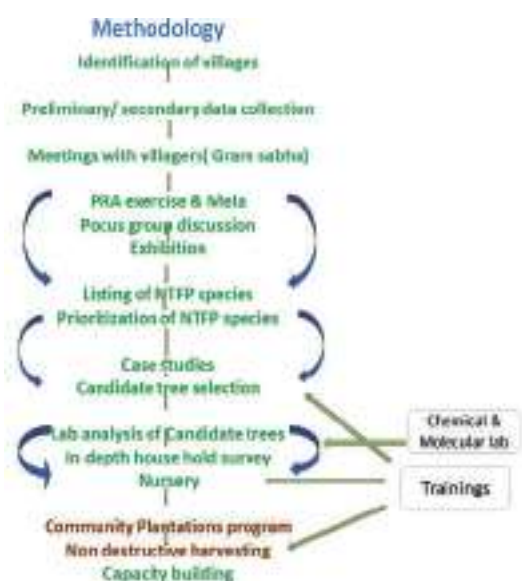 Methodology
Identification of villages
Preliminary/ secondary data collection
Meetings with villagers( Gram sabha)
PRA exercise & Mela
Pocus group discussion
Exhibition
Listing of NTFP species
Prioritization of NTFP species
Case studies
Candidate tree selection
Lab analysis of Candidate trees
In depth house hold survey
Nursery
Community Plantations program
Non destructive harvesting
Capacity building
Chemical &
Molecular lab
Trainings